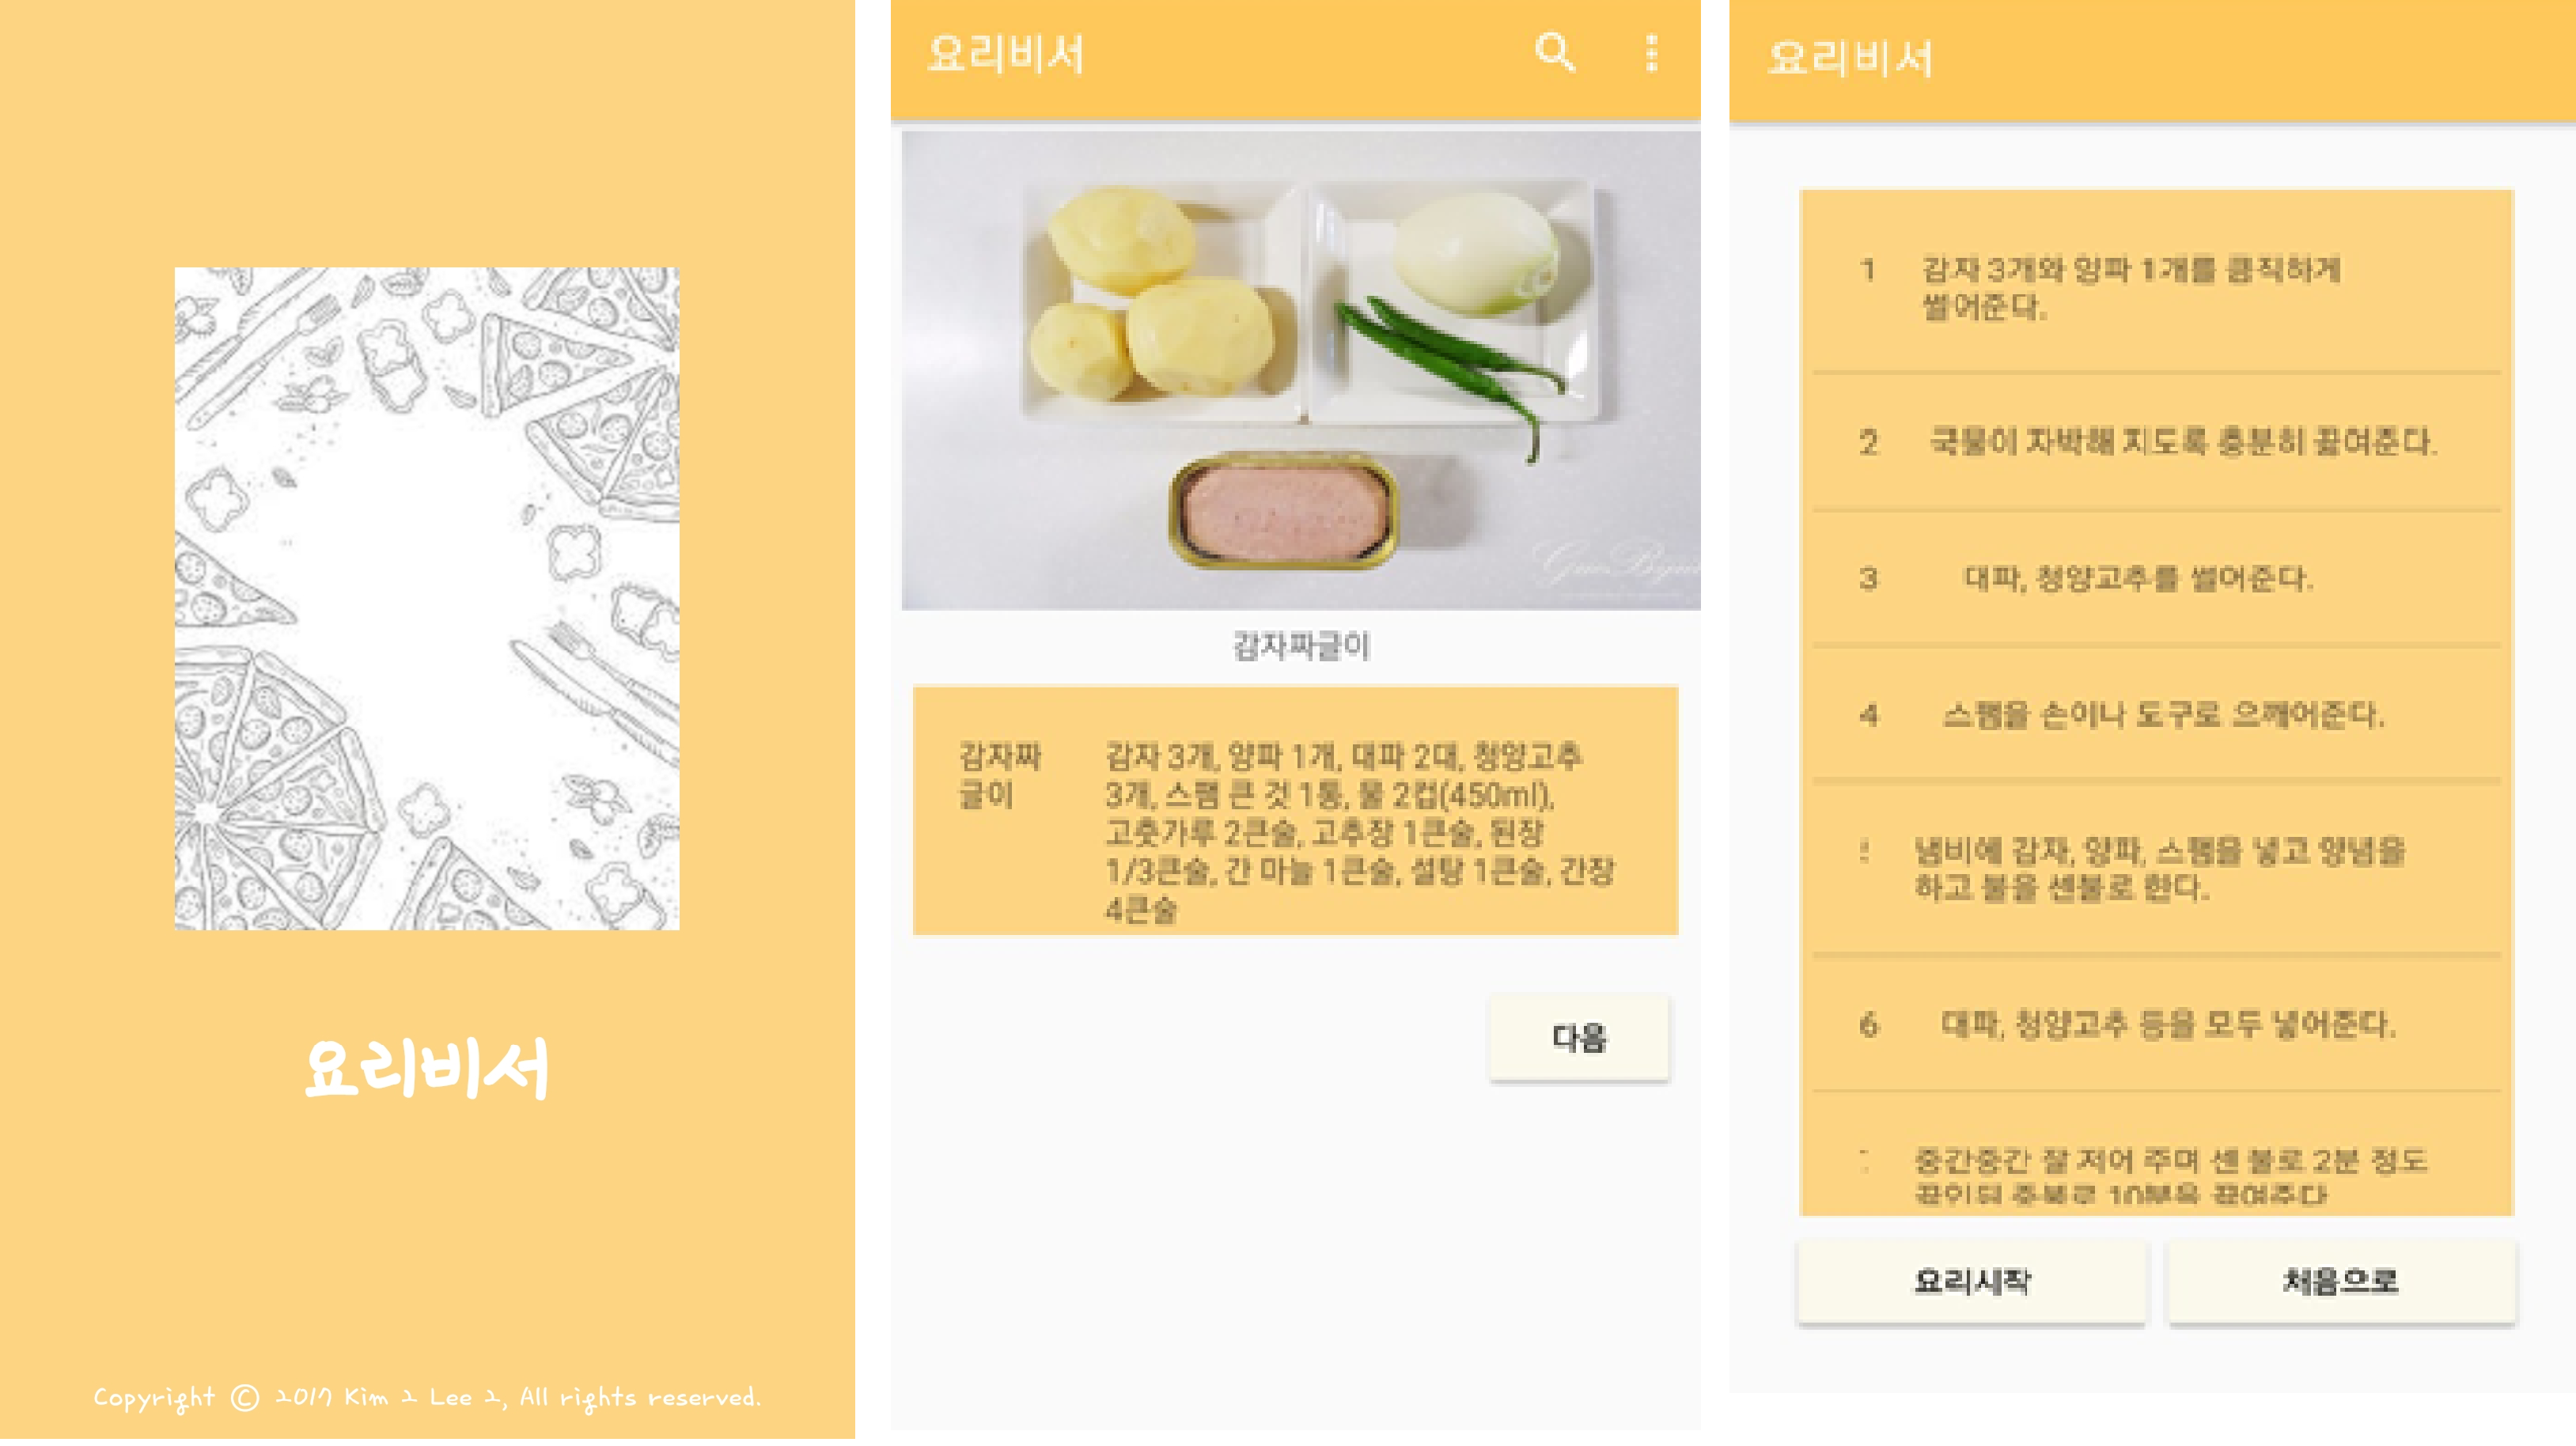 요리비서
Copyright © 2017 Kim 2 Lee 2, All rights reserved.
요리비서
감자짜글이
감자짜
글이
감자 3개, 양파 1개, 대파 2대, 청양고추
3개, 스팸 큰 것 1통, 물 2컵(450ml),
고춧가루 2큰술, 고추장 1큰술, 된장
1/3큰술, 간 마늘 1큰술, 설탕 1큰술, 간장
4큰술
다음
요리비서
1 감자 3개와 양파 1개를 큼직하게
썰어준다.
2 국물이 자박해 지도록 충분히 끓여준다.
3 대파, 청양고추를 썰어준다.
4 스팸을 손이나 도구로 으깨어준다.
냄비에 감자, 양파, 스팸을 넣고 양념을
하고 불을 센불로 한다.
6 대파, 청양고추 등을 모두 넣어준다.
중간중간 잘 저어 주며 센 불로 2분 정도
요리시작
처음으로